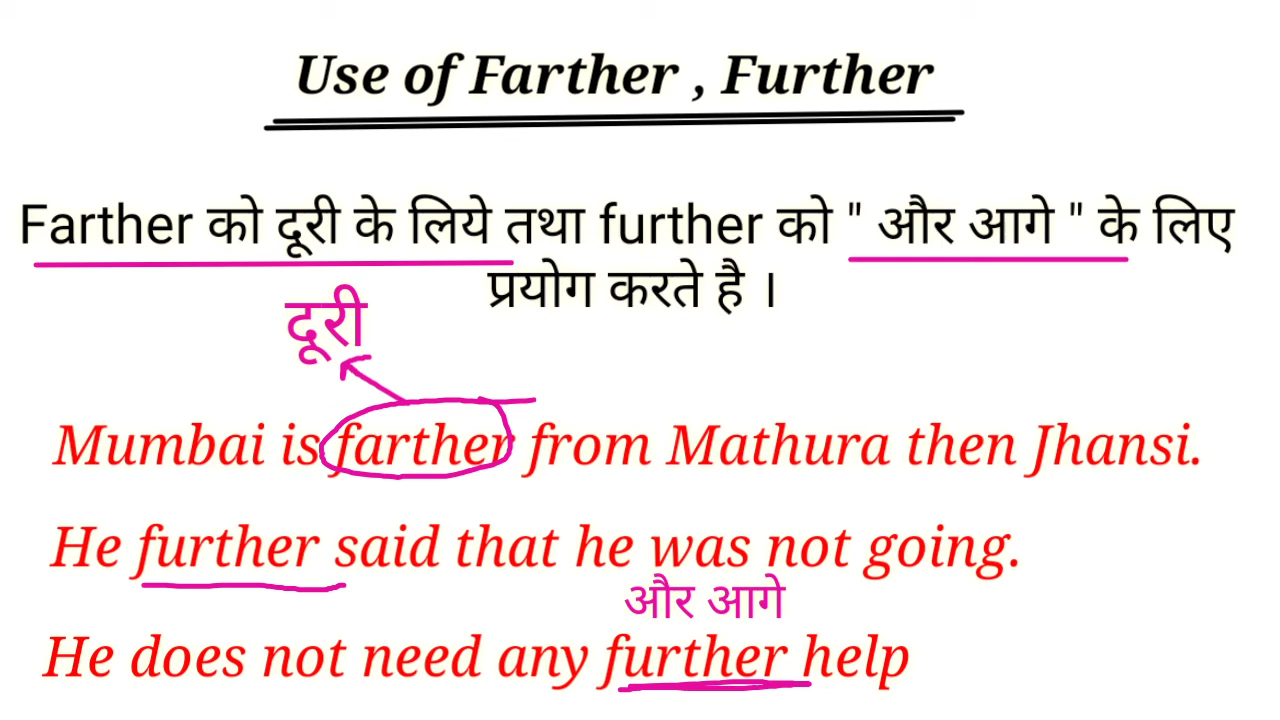 Use of Farther , Further
Farther को दूरी के लिये तथा further को " और आगे " के लिए
प्रयोग करते है ।
दूरी
Mumbai is farther from Mathura then Jhansi.
He further said that he was not going.
और आगे
He does not need any further help